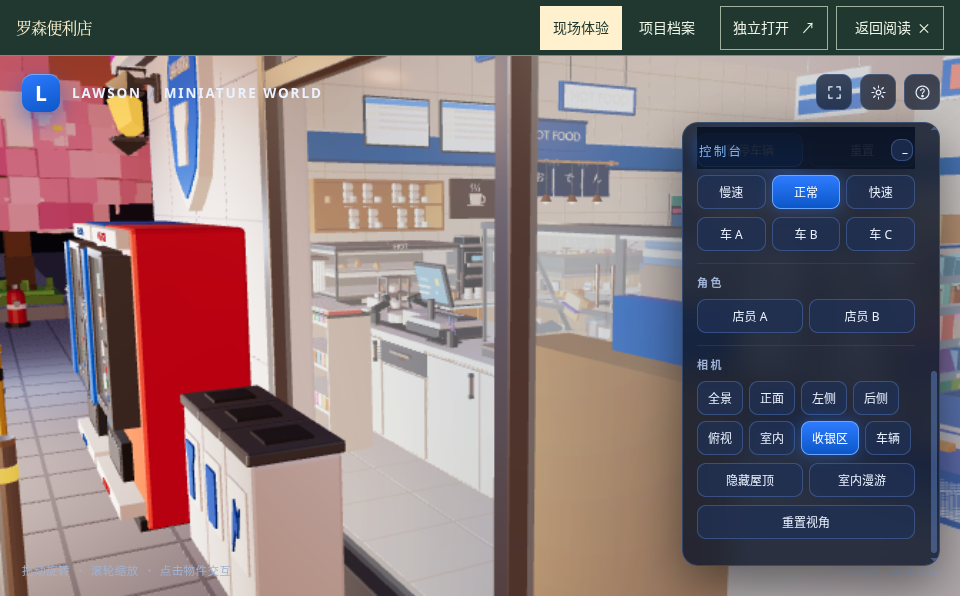 罗森便利店
现场体验
项目档案
独立打开 ↗
返回阅读 ×
L
LAWSON
MINIATURE WORLD
HOT FOOD
控制台
重置
慢速
正常
快速
车 A
车 B
车 C
角色
店员 A
店员 B
相机
全景
正面
左侧
后侧
俯视
室内
收银区
车辆
隐藏屋顶
室内漫游
重置视角
滚轮缩放 · 点击物件交互